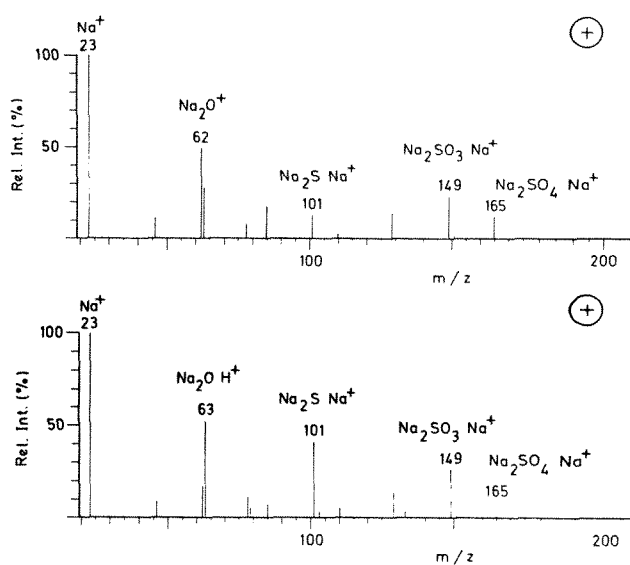 Na+
23
+
100
Na2O+
62
Rel. Int. (%)
50
Na2SO3 Na+
149
Na2S Na+
101
Na2SO4 Na+
165
100
200
m / z
Na+
23
+
100
Na2O H+
63
Na2S Na+
101
Rel. Int. (%)
50
Na2SO3 Na+
149
Na2SO4 Na+
165
100
200
m / z